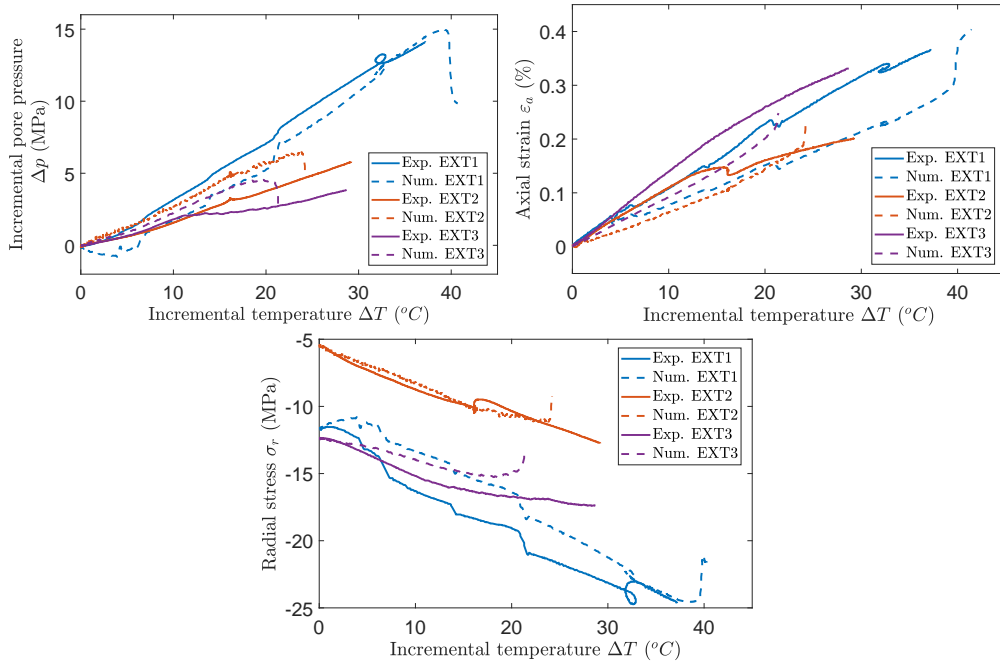 Incremental pore pressure
Δp (MPa)
15
10
5
0
0
10
20
30
40
Incremental temperature ΔT (°C)
Exp. EXT1
Num. EXT1
Exp. EXT2
Num. EXT2
Exp. EXT3
Num. EXT3
Axial strain εa (%)
0.4
0.3
0.2
0.1
0
0
10
20
30
40
Incremental temperature ΔT (°C)
Exp. EXT1
Num. EXT1
Exp. EXT2
Num. EXT2
Exp. EXT3
Num. EXT3
Radial stress σr (MPa)
-5
-10
-15
-20
-25
0
10
20
30
40
Incremental temperature ΔT (°C)
Exp. EXT1
Num. EXT1
Exp. EXT2
Num. EXT2
Exp. EXT3
Num. EXT3